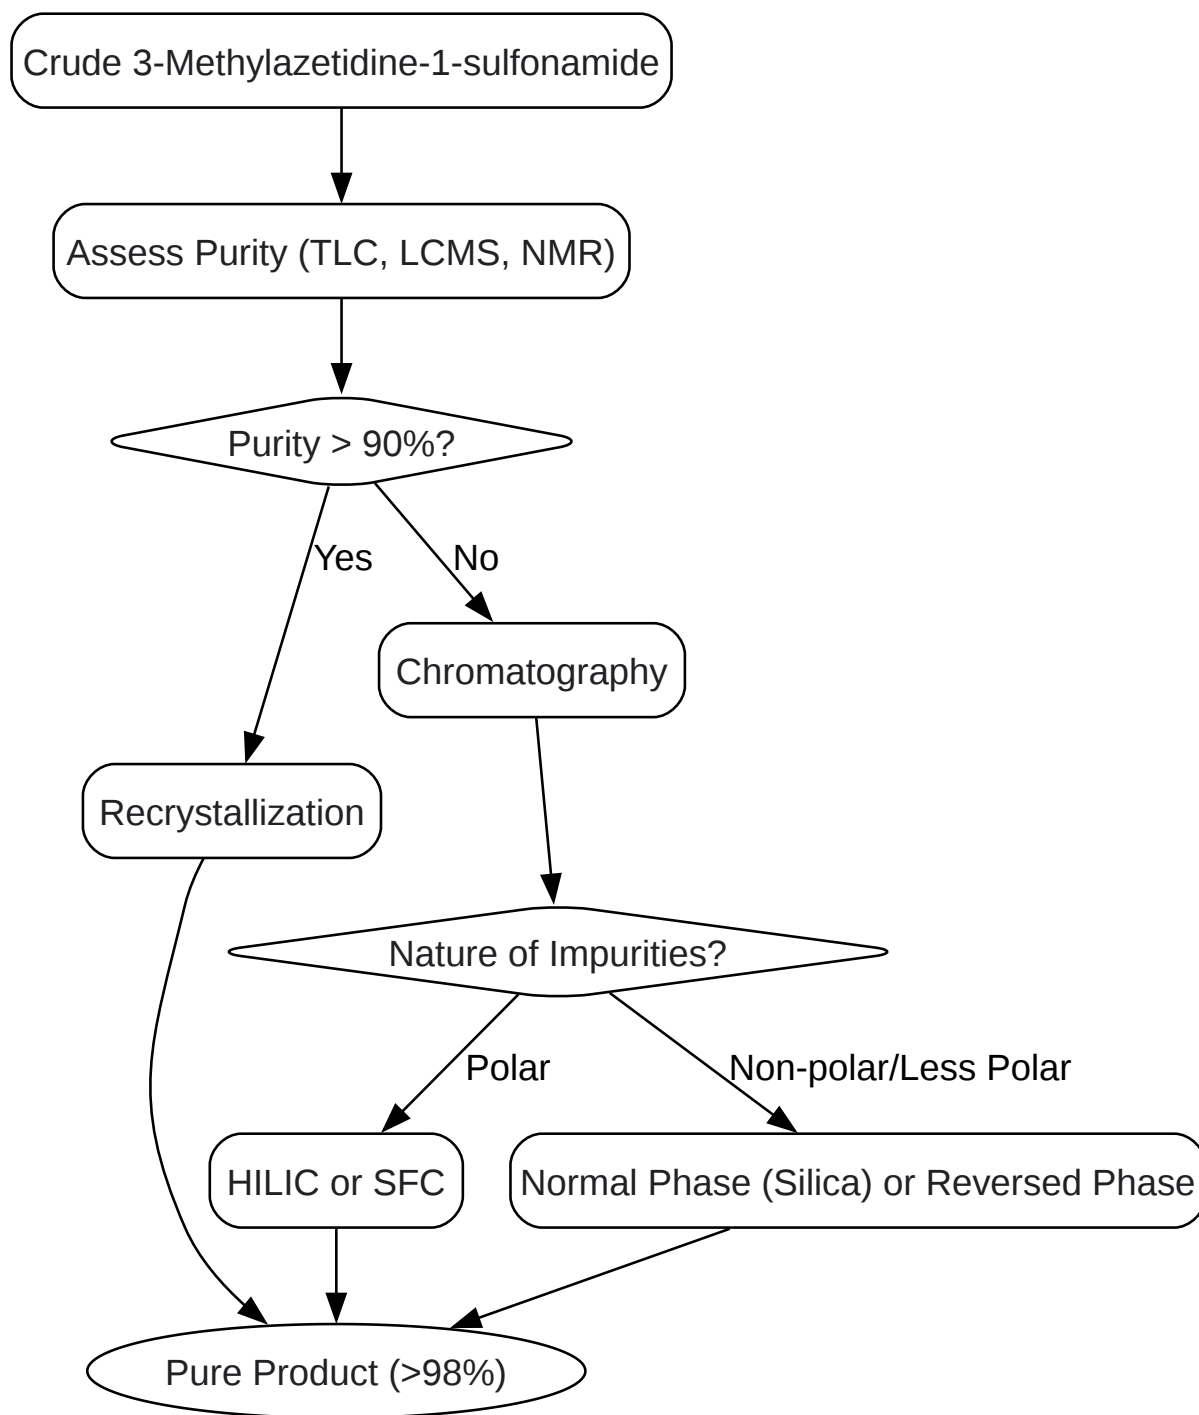 Crude 3-Methylazetidine-1-sulfonamide
Assess Purity (TLC, LCMS, NMR)
Purity > 90%?
Yes
No
Chromatography
Recrystallization
Nature of Impurities?
Polar
Non-polar/Less Polar
HILIC or SFC
Normal Phase (Silica) or Reversed Phase
Pure Product (>98%)